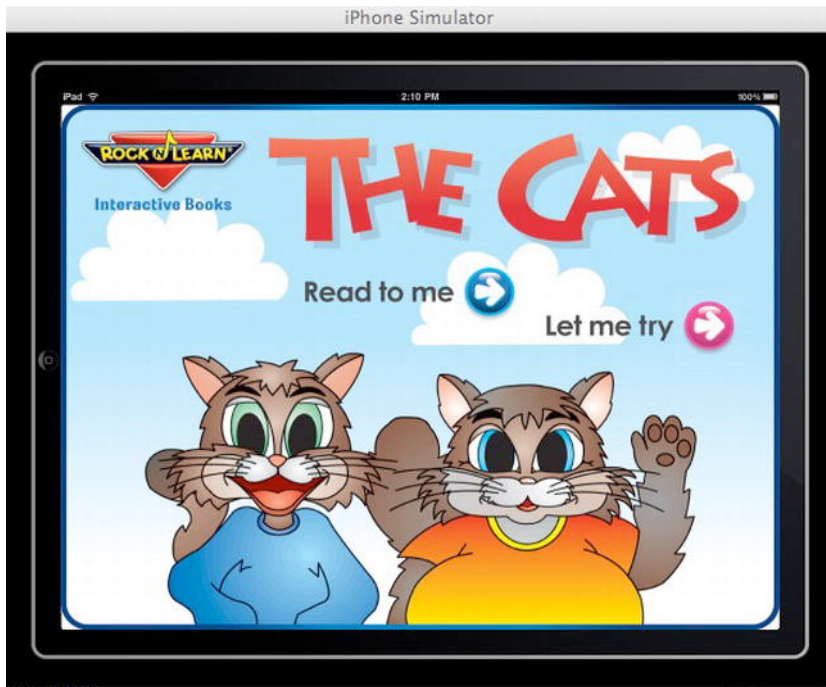 iPhone Simulator
iPad 2:10 PM 100%
ROCK N LEARN®
Interactive Books
THE CATS
Read to me
Let me try